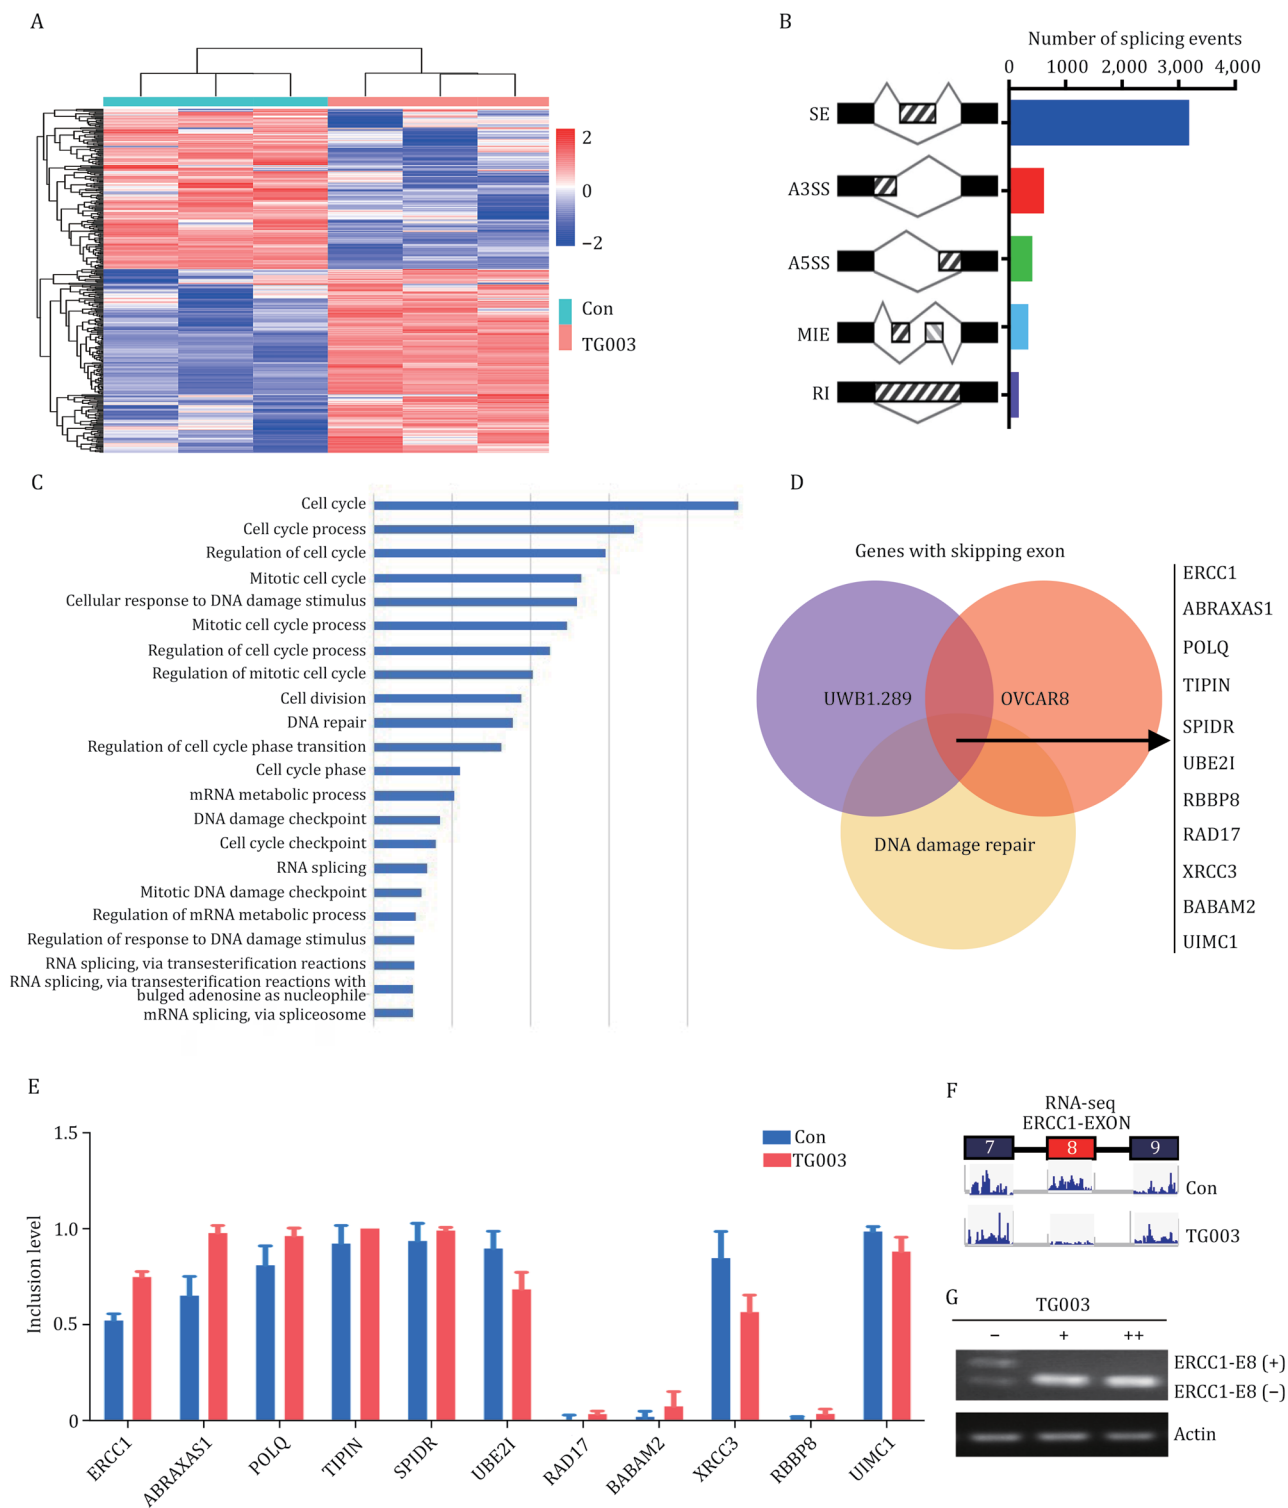 A
2
0
−2
Con
TG003
B
Number of splicing events
0 1000 2,000 3,000 4,000
SE
A3SS
A5SS
MIE
RI
C
Cell cycle
Cell cycle process
Regulation of cell cycle
Mitotic cell cycle
Cellular response to DNA damage stimulus
Mitotic cell cycle process
Regulation of cell cycle process
Regulation of mitotic cell cycle
Cell division
DNA repair
Regulation of cell cycle phase transition
Cell cycle phase
mRNA metabolic process
DNA damage checkpoint
Cell cycle checkpoint
RNA splicing
Mitotic DNA damage checkpoint
Regulation of mRNA metabolic process
Regulation of response to DNA damage stimulus
RNA splicing, via transesterification reactions
RNA splicing, via transesterification reactions with
bulged adenosine as nucleophile
mRNA splicing, via spliceosome
D
Genes with skipping exon
UWB1.289
OVCAR8
DNA damage repair
ERCC1
ABRAXAS1
POLQ
TIPIN
SPIDR
UBE2I
RBBP8
RAD17
XRCC3
BABAM2
UIMC1
E
Inclusion level
1.5
1.0
0.5
0
Con
TG003
ERCC1
ABRAXAS1
POLQ
TIPIN
SPIDR
UBE2I
RAD17
BABAM2
XRCC3
RBBP8
UIMC1
F
RNA-seq
ERCC1-EXON
7 8 9
Con
TG003
G
TG003
− + ++
ERCC1-E8 (+)
ERCC1-E8 (−)
Actin